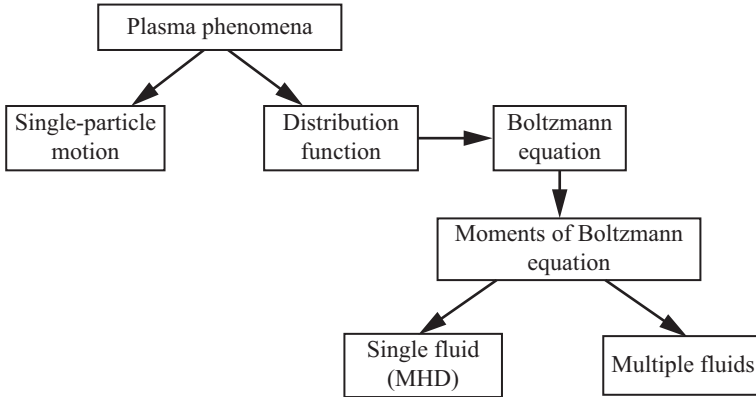 Plasma phenomena
Single-particle
motion
Distribution
function
Boltzmann
equation
Moments of Boltzmann
equation
Single fluid
(MHD)
Multiple fluids